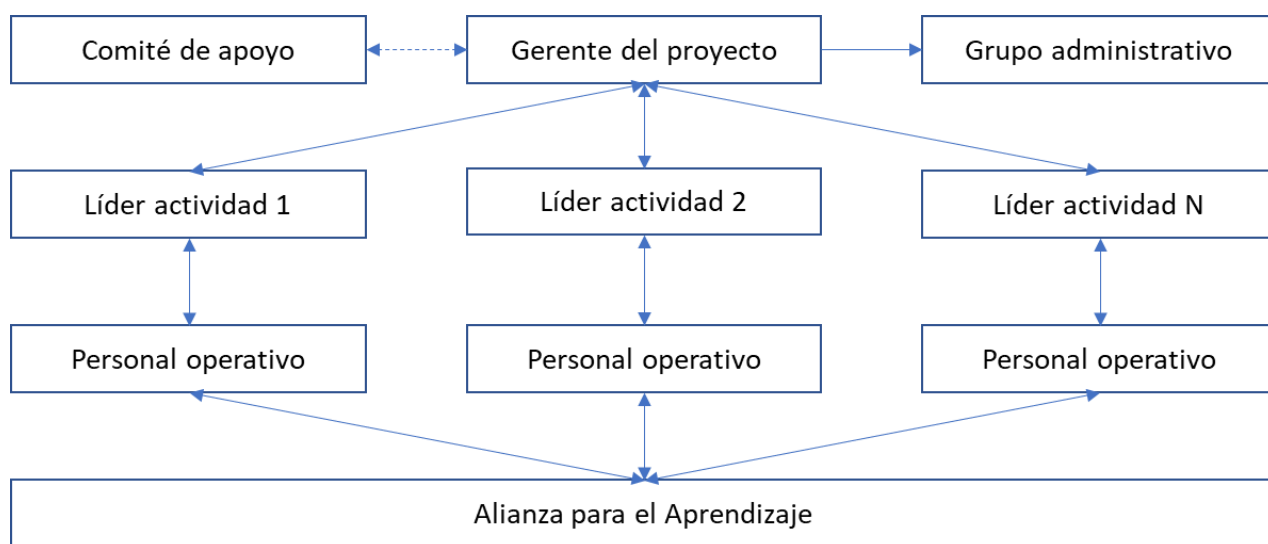 Comité de apoyo
Gerente del proyecto
Grupo administrativo
Líder actividad 1
Líder actividad 2
Líder actividad N
Personal operativo
Personal operativo
Personal operativo
Alianza para el Aprendizaje